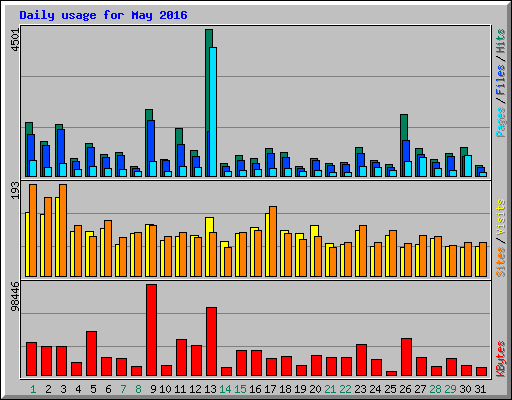 Daily usage for May 2016
4501
Pages / Files / Hits
193
Sites / Visits
98446
KBytes
1 2 3 4 5 6 7 8 9 10 11 12 13 14 15 16 17 18 19 20 21 22 23 24 25 26 27 28 29 30 31